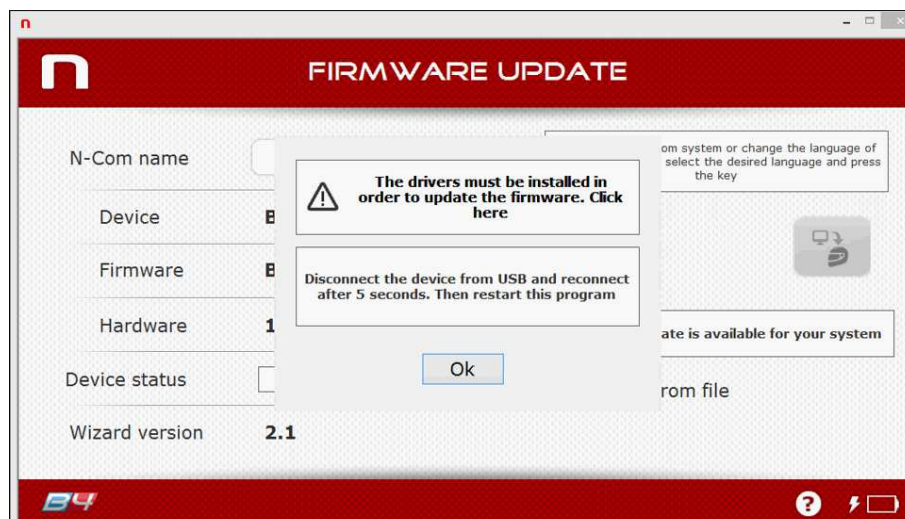 n
n
FIRMWARE UPDATE
N-Com name
om system or change the language of
select the desired language and press
the key
The drivers must be installed in
order to update the firmware. Click
here
Device
B
Firmware
B
Disconnect the device from USB and reconnect
after 5 seconds. Then restart this program
Hardware
1
ate is available for your system
Ok
Device status
rom file
Wizard version
2.1
B4
?